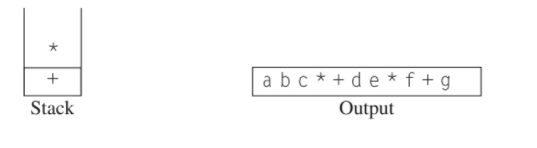 *
+
a b c * + d e * f + g
Stack
Output